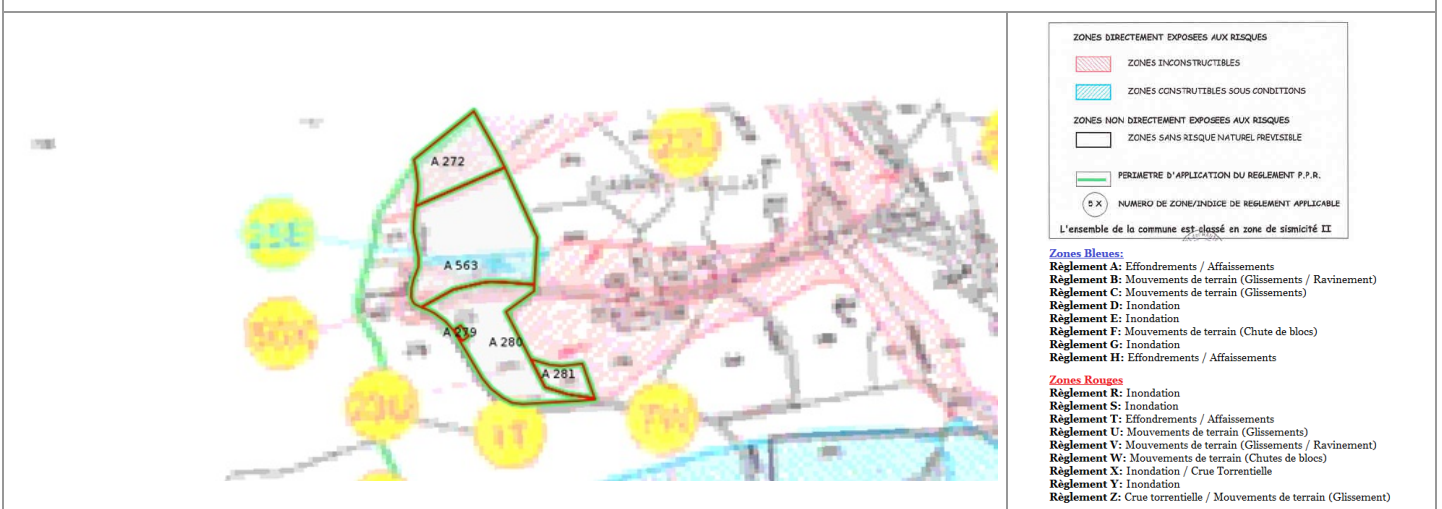 A 272
A 563
A 279
A 280
A 281
1T
ZONES DIRECTEMENT EXPOSEES AUX RISQUES
ZONES INCONSTRUCTIBLES
ZONES CONSTRUTIBLES SOUS CONDITIONS
ZONES NON DIRECTEMENT EXPOSEES AUX RISQUES
ZONES SANS RISQUE NATUREL PREVISIBLE
PERIMETRE D'APPLICATION DU REGLEMENT P.P.R.
5 X
NUMERO DE ZONE/INDICE DE REGLEMENT APPLICABLE
L'ensemble de la commune est classé en zone de sismicité II
Zones Bleues:
Règlement A: Effondrements / Affaissements
Règlement B: Mouvements de terrain (Glissements / Ravinement)
Règlement C: Mouvements de terrain (Glissements)
Règlement D: Inondation
Règlement E: Inondation
Règlement F: Mouvements de terrain (Chute de blocs)
Règlement G: Inondation
Règlement H: Effondrements / Affaissements
Zones Rouges
Règlement R: Inondation
Règlement S: Inondation
Règlement T: Effondrements / Affaissements
Règlement U: Mouvements de terrain (Glissements)
Règlement V: Mouvements de terrain (Glissements / Ravinement)
Règlement W: Mouvements de terrain (Chutes de blocs)
Règlement X: Inondation / Crue Torrentielle
Règlement Y: Inondation
Règlement Z: Crue torrentielle / Mouvements de terrain (Glissement)